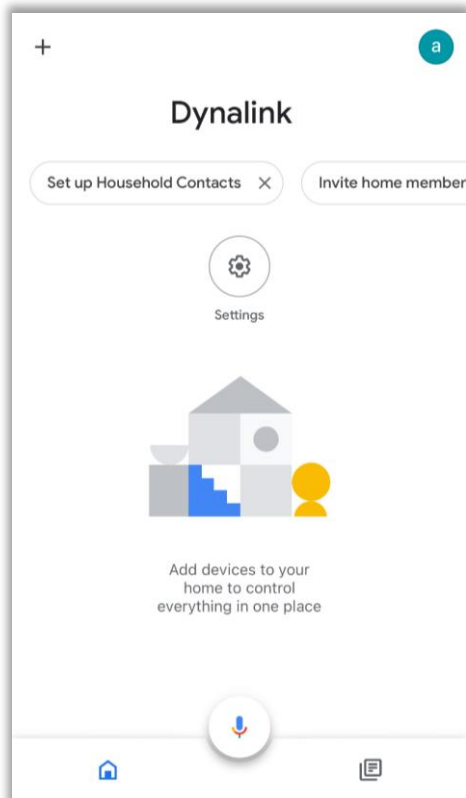 a
Dynalink
Set up Household Contacts
Invite home member
Settings
Add devices to your
home to control
everything in one place